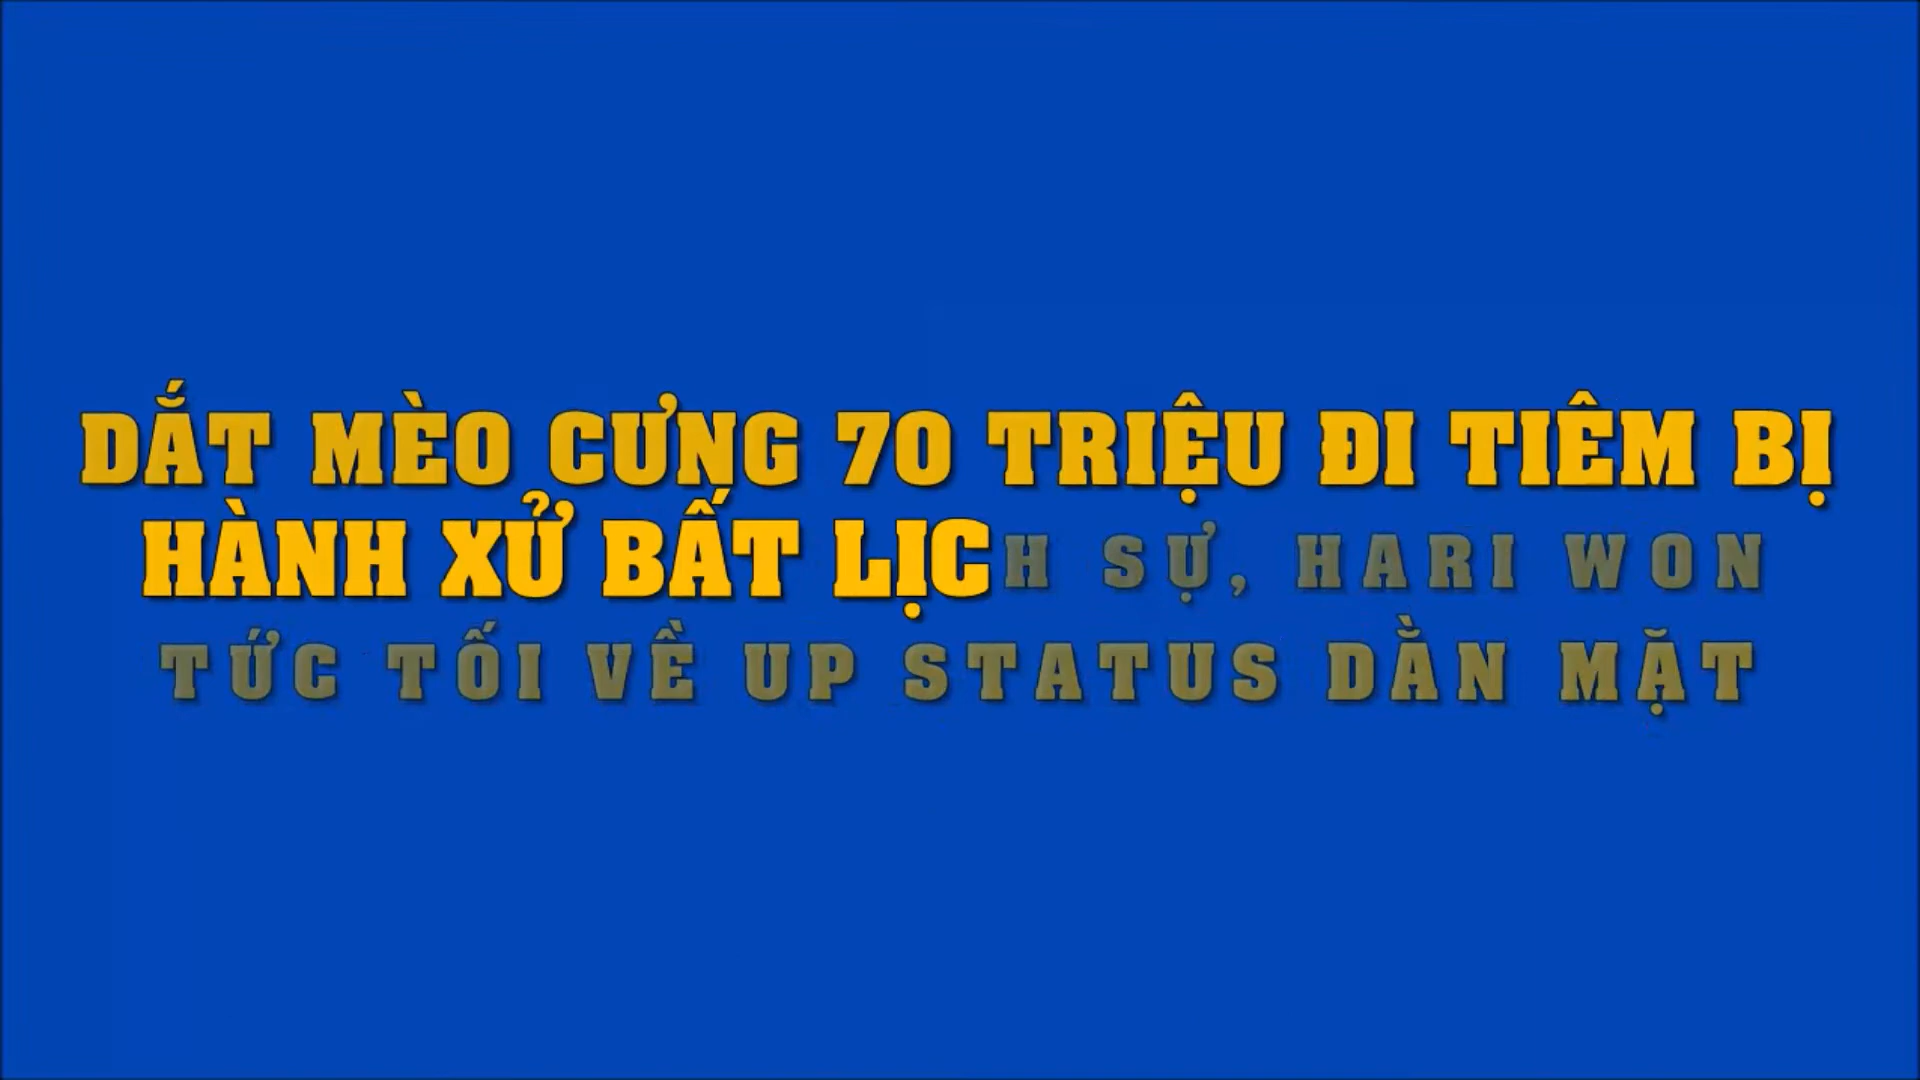 DẮT MÈO CƯNG 70 TRIỆU ĐI TIÊM BỊ
HÀNH XỬ BẤT LỊCH SỰ, HARI WON
TỨC TỐI VỀ UP STATUS DẰN MẶT